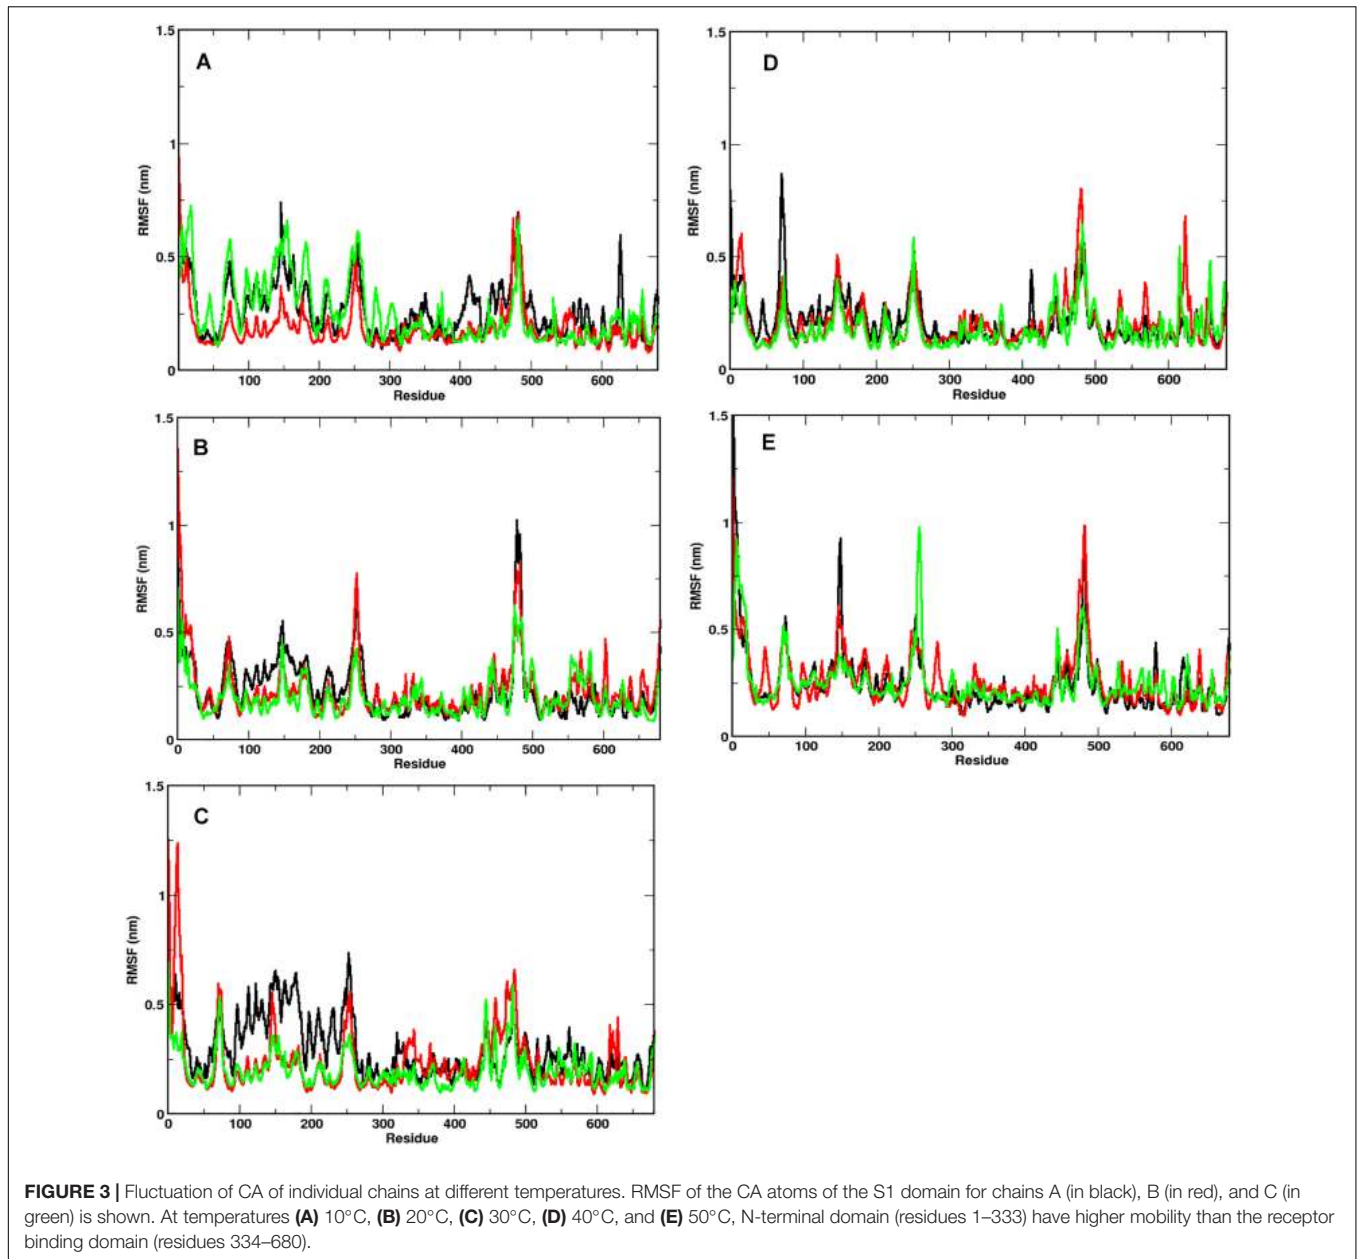 A
1.5
1
0.5
0
RMSF (nm)
100 200 300 400 500 600
Residue
D
1.5
1
0.5
0
RMSF (nm)
0 100 200 300 400 500 600
Residue
B
1.5
1
0.5
0
RMSF (nm)
0 100 200 300 400 500 600
Residue
E
1.5
1
0.5
0
RMSF (nm)
0 100 200 300 400 500 600
Residue
C
1.5
1
0.5
0
RMSF (nm)
0 100 200 300 400 500 600
Residue
FIGURE 3 | Fluctuation of CA of individual chains at different temperatures. RMSF of the CA atoms of the S1 domain for chains A (in black), B (in red), and C (in
green) is shown. At temperatures (A) 10°C, (B) 20°C, (C) 30°C, (D) 40°C, and (E) 50°C, N-terminal domain (residues 1–333) have higher mobility than the receptor
binding domain (residues 334–680).